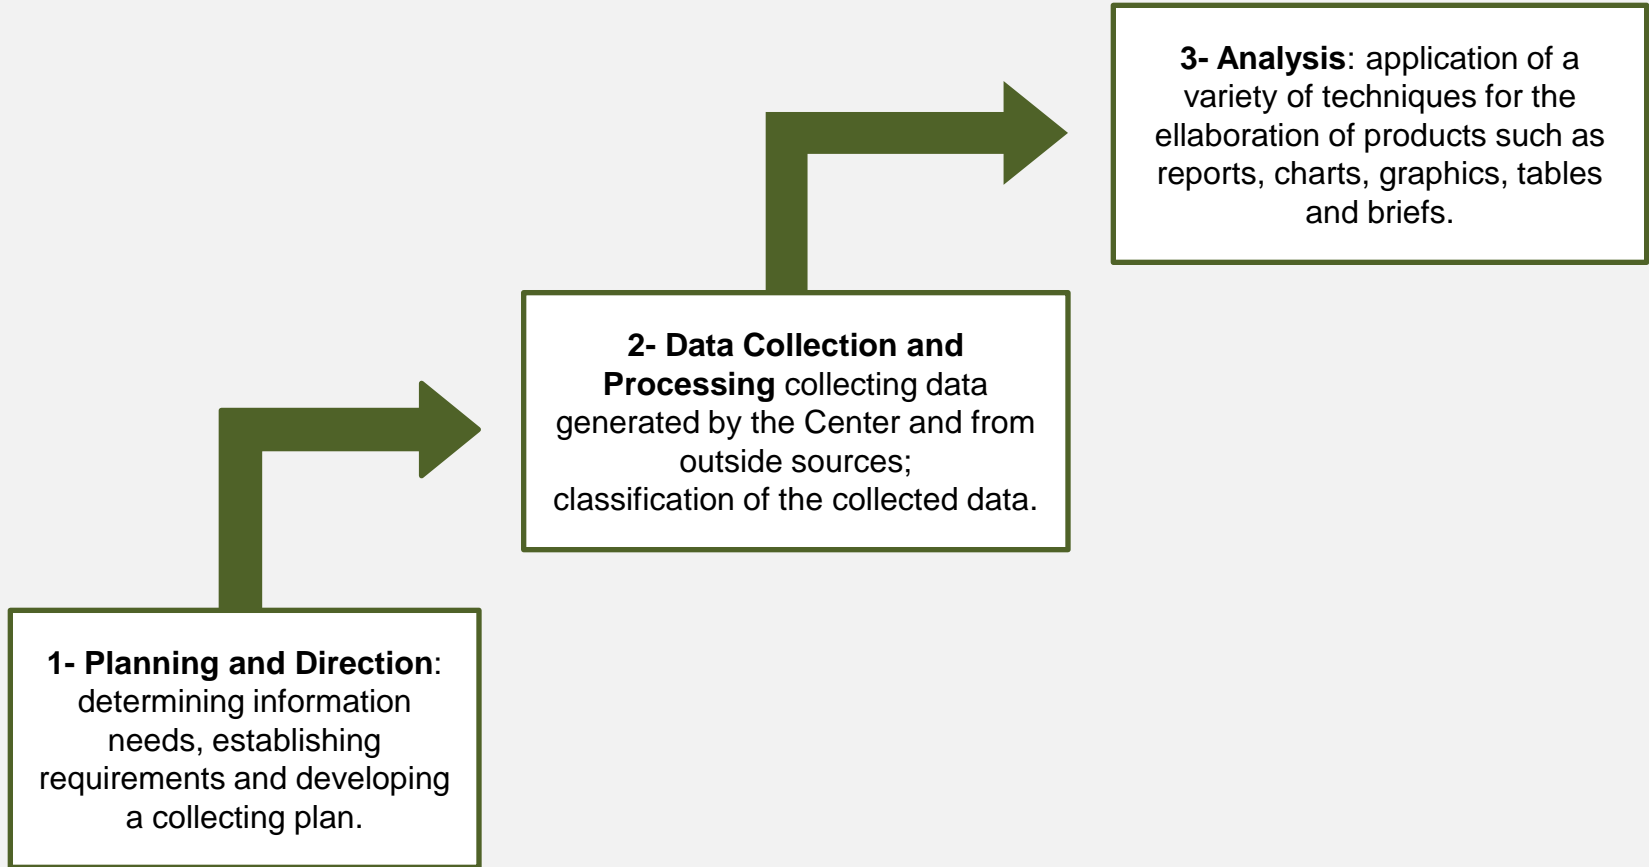 1- Planning and Direction:
determining information
needs, establishing
requirements and developing
a collecting plan.
2- Data Collection and
Processing collecting data
generated by the Center and from
outside sources;
classification of the collected data.
3- Analysis: application of a
variety of techniques for the
ellaboration of products such as
reports, charts, graphics, tables
and briefs.